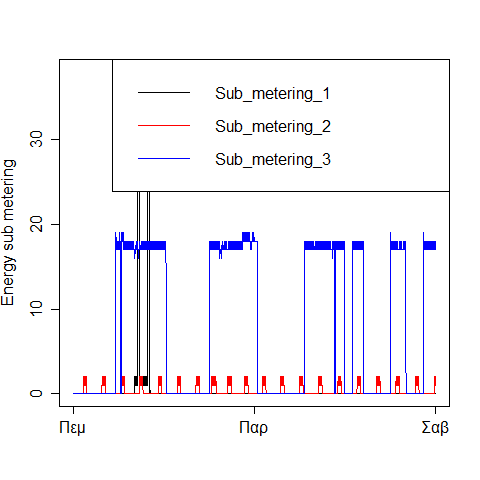 Sub_metering_1
Sub_metering_2
Sub_metering_3
Energy sub metering
30
20
10
0
Πεμ Παρ Σαβ